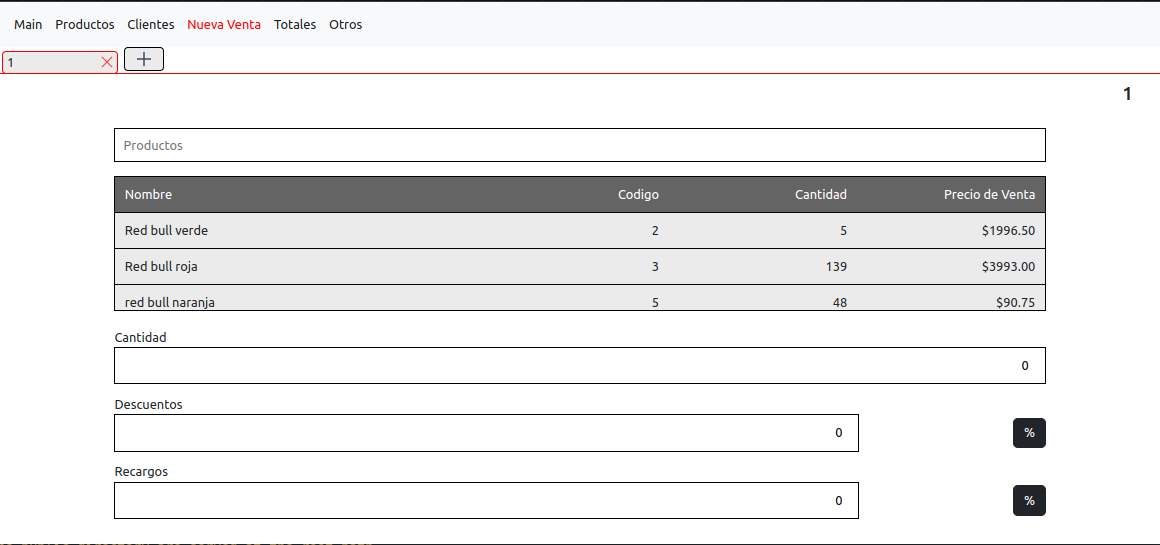 Main Productos Clientes Nueva Venta Totales Otros
1
1
Productos
Nombre Codigo Cantidad Precio de Venta
Red bull verde 2 5 $1996.50
Red bull roja 3 139 $3993.00
red bull naranja 5 48 $90.75
Cantidad
0
Descuentos
0 %
Recargos
0 %